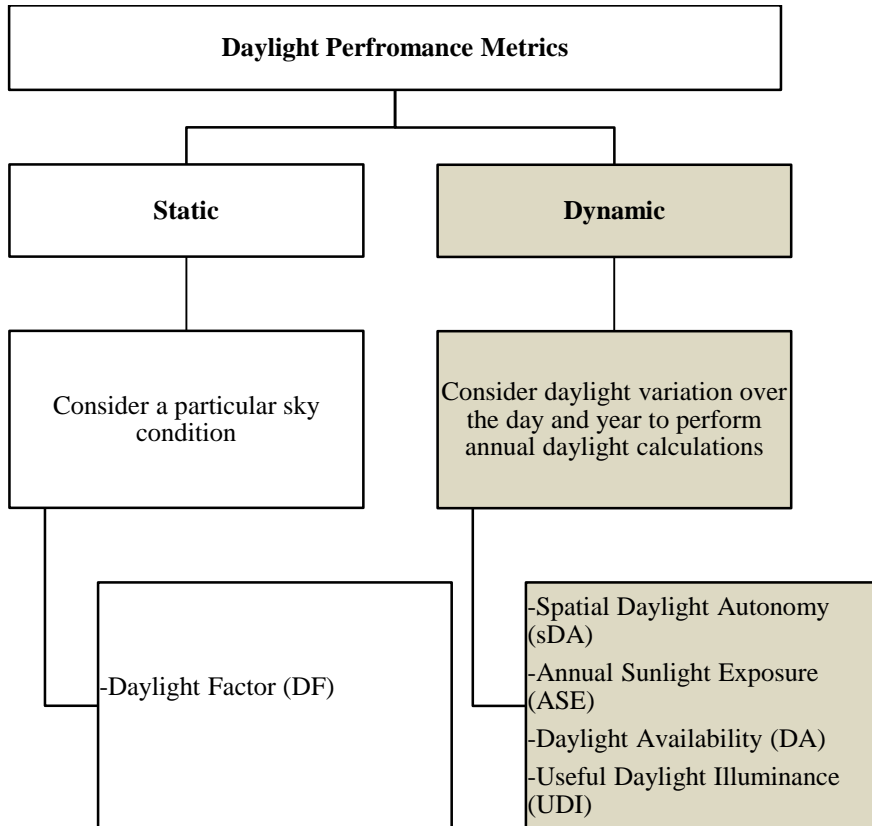 Daylight Perfromance Metrics
Static
Dynamic
Consider a particular sky
condition
Consider daylight variation over
the day and year to perform
annual daylight calculations
-Daylight Factor (DF)
-Spatial Daylight Autonomy
(sDA)
-Annual Sunlight Exposure
(ASE)
-Daylight Availability (DA)
-Useful Daylight Illuminance
(UDI)